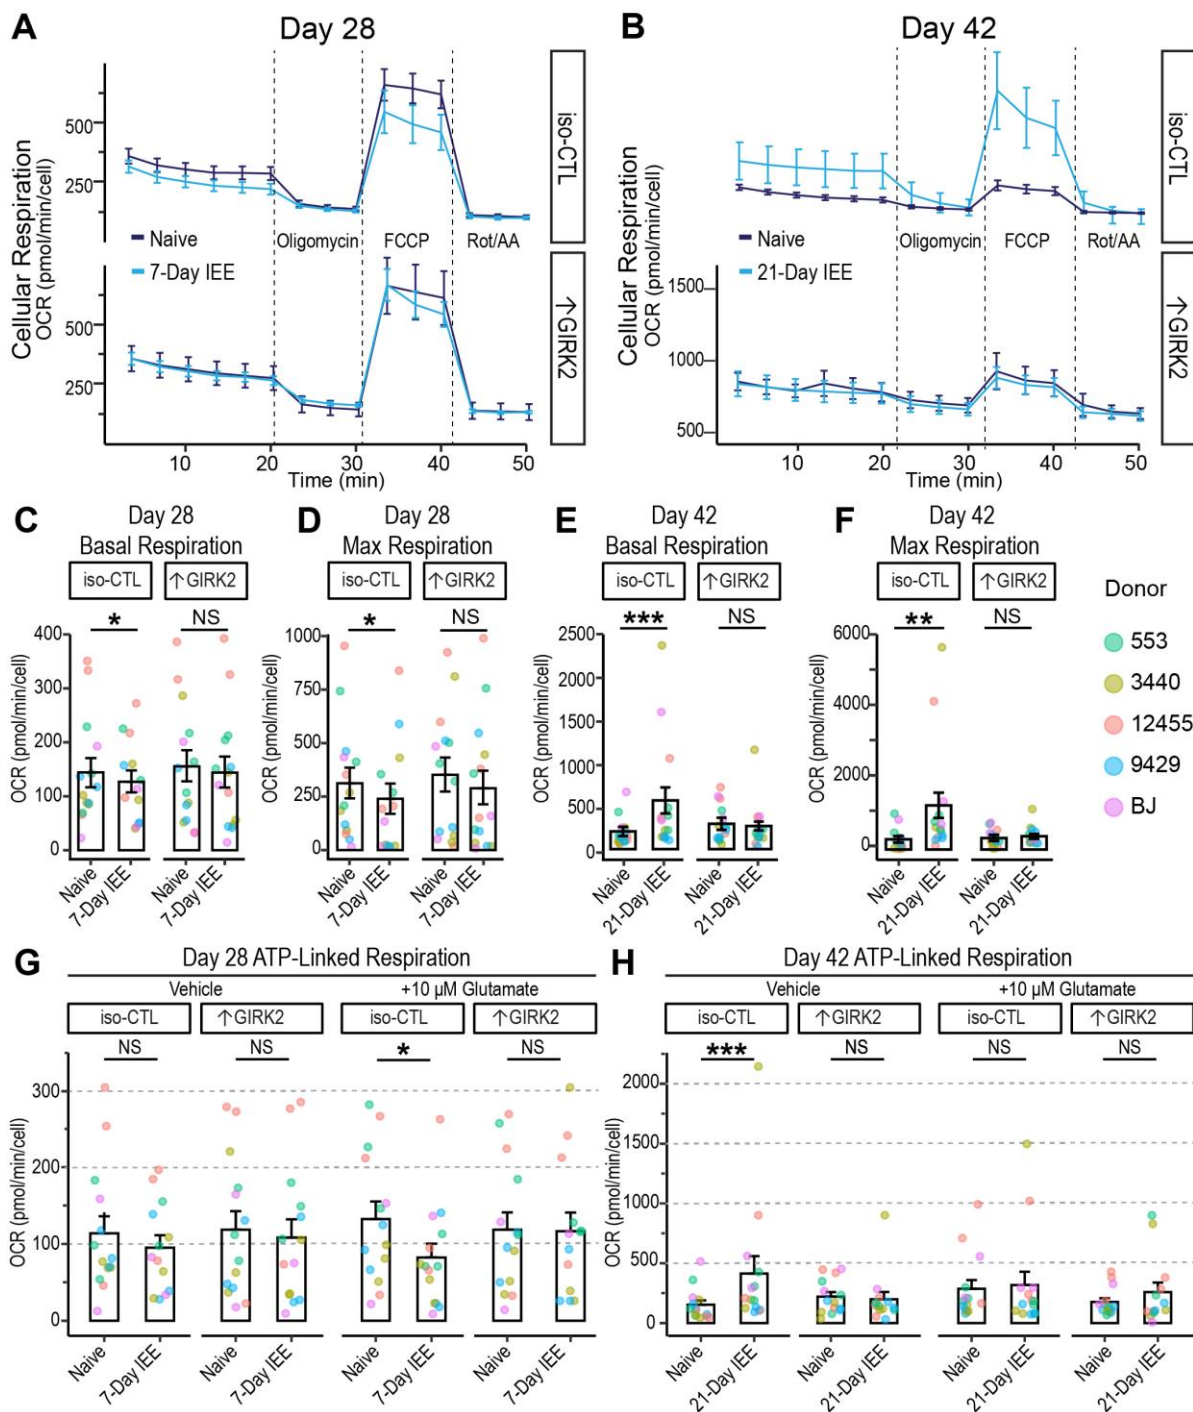 A
Day 28
B
Day 42
Cellular Respiration
OCR (pmol/min/cell)
500
250
iso-CTL
Naive
7-Day IEE
Oligomycin
FCCP
Rot/AA
500
250
↑GIRK2
10
20
30
40
50
Time (min)
Cellular Respiration
OCR (pmol/min/cell)
iso-CTL
Naive
21-Day IEE
Oligomycin
FCCP
Rot/AA
1500
1000
500
↑GIRK2
10
20
30
40
50
Time (min)
C
Day 28
Basal Respiration
iso-CTL
↑GIRK2
*
NS
OCR (pmol/min/cell)
400
300
200
100
0
Naive
7-Day IEE
Naive
7-Day IEE
D
Day 28
Max Respiration
iso-CTL
↑GIRK2
*
NS
OCR (pmol/min/cell)
1000
750
500
250
0
Naive
7-Day IEE
Naive
7-Day IEE
E
Day 42
Basal Respiration
iso-CTL
↑GIRK2
***
NS
OCR (pmol/min/cell)
2500
2000
1500
1000
500
0
Naive
21-Day IEE
Naive
21-Day IEE
F
Day 42
Max Respiration
iso-CTL
↑GIRK2
**
NS
OCR (pmol/min/cell)
6000
4000
2000
0
Naive
21-Day IEE
Naive
21-Day IEE
Donor
553
3440
12455
9429
BJ
G
Day 28 ATP-Linked Respiration
Vehicle
+10 µM Glutamate
iso-CTL
↑GIRK2
iso-CTL
↑GIRK2
NS
NS
*
NS
OCR (pmol/min/cell)
300
200
100
0
Naive
7-Day IEE
Naive
7-Day IEE
Naive
7-Day IEE
Naive
7-Day IEE
H
Day 42 ATP-Linked Respiration
Vehicle
+10 µM Glutamate
iso-CTL
↑GIRK2
iso-CTL
↑GIRK2
***
NS
NS
NS
OCR (pmol/min/cell)
2000
1500
1000
500
0
Naive
21-Day IEE
Naive
21-Day IEE
Naive
21-Day IEE
Naive
21-Day IEE